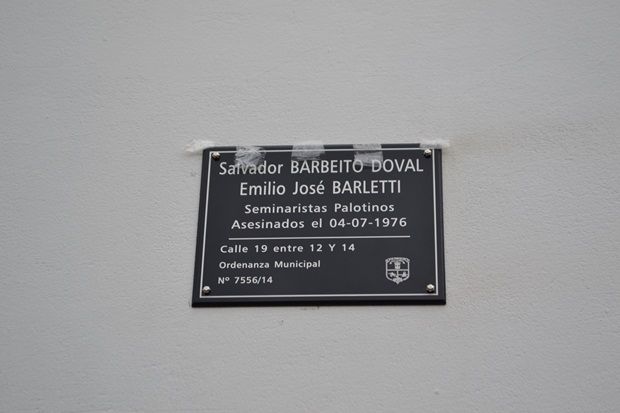 Salvador BARBEITO DOVAL
Emilio José BARLETTI
Seminaristas Palotinos
Asesinados el 04-07-1976
Calle 19 entre 12 Y 14
Ordenanza Municipal
Nº 7556/14